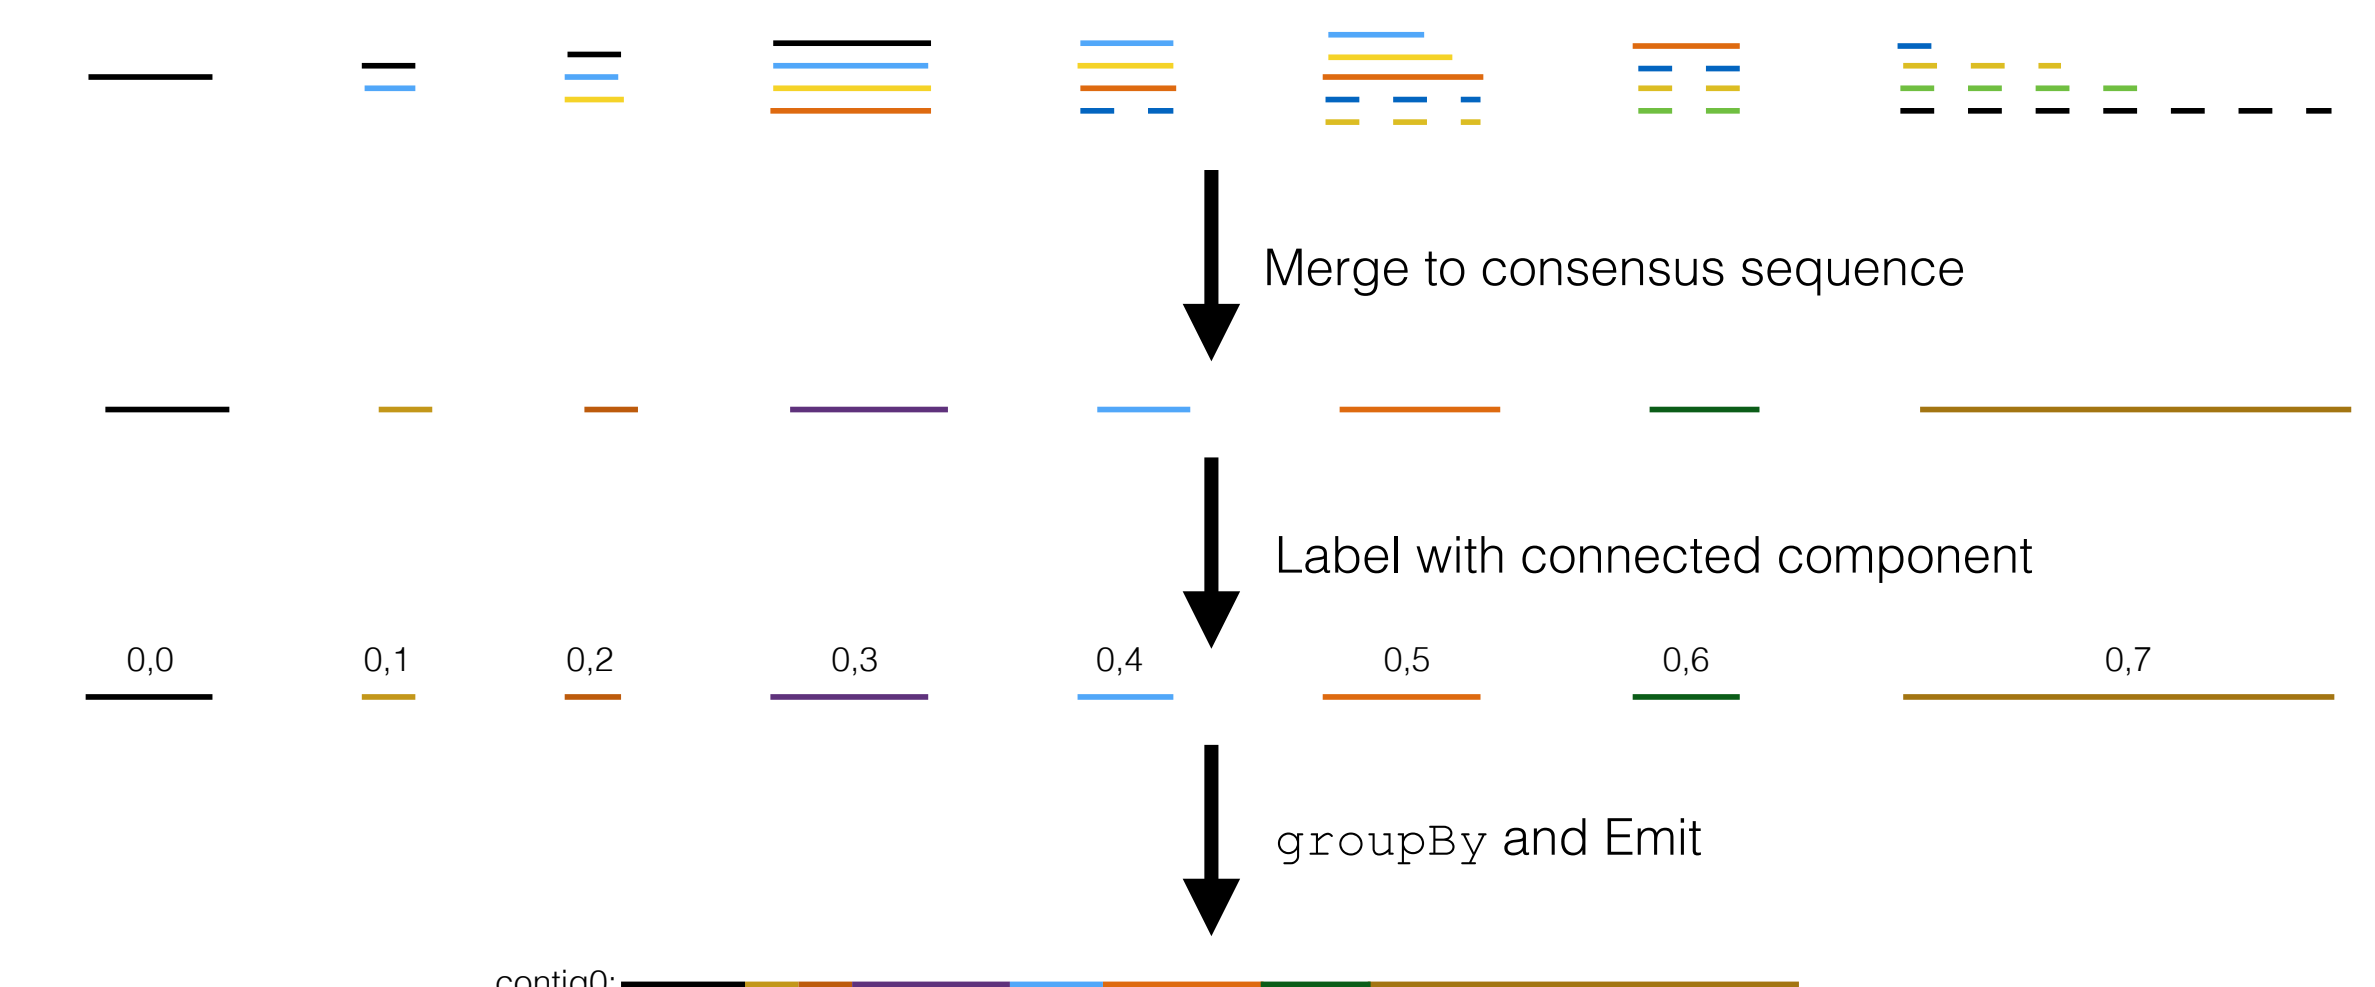 Merge to consensus sequence
Label with connected component
0,0 0,1 0,2 0,3 0,4 0,5 0,6 0,7
groupBy and Emit
contig0: